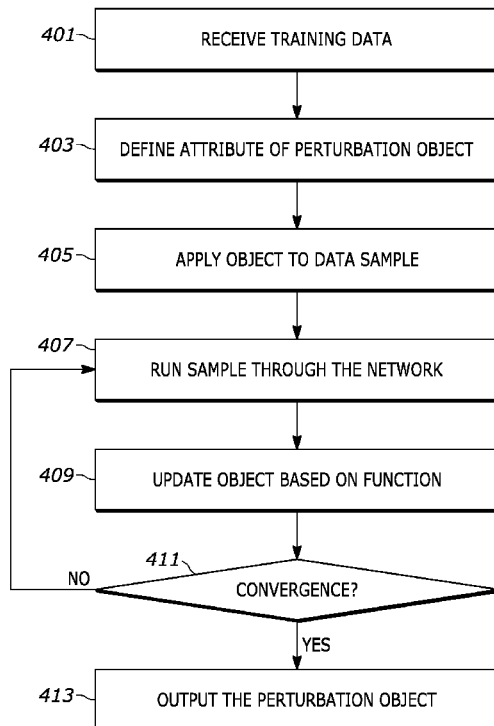 401
RECEIVE TRAINING DATA
403
DEFINE ATTRIBUTE OF PERTURBATION OBJECT
405
APPLY OBJECT TO DATA SAMPLE
407
RUN SAMPLE THROUGH THE NETWORK
409
UPDATE OBJECT BASED ON FUNCTION
411
NO
CONVERGENCE?
YES
413
OUTPUT THE PERTURBATION OBJECT